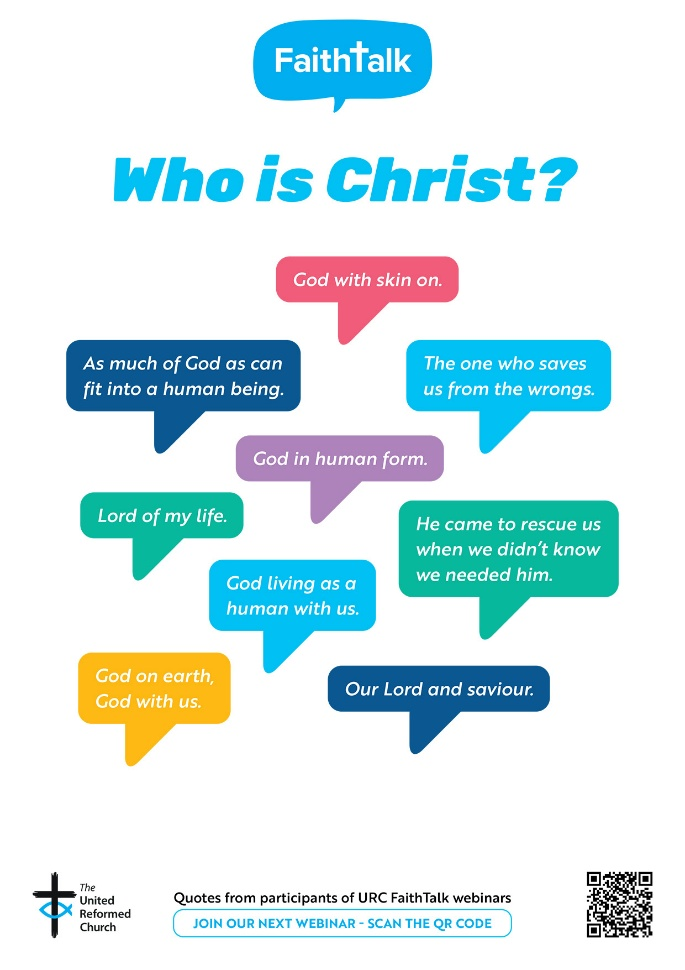 FaithTalk
Who is Christ?
God with skin on.
As much of God as can
fit into a human being.
The one who saves
us from the wrongs.
God in human form.
Lord of my life.
He came to rescue us
when we didn’t know
we needed him.
God living as a
human with us.
God on earth,
God with us.
Our Lord and saviour.
The
United
Reformed
Church
Quotes from participants of URC FaithTalk webinars
JOIN OUR NEXT WEBINAR - SCAN THE QR CODE